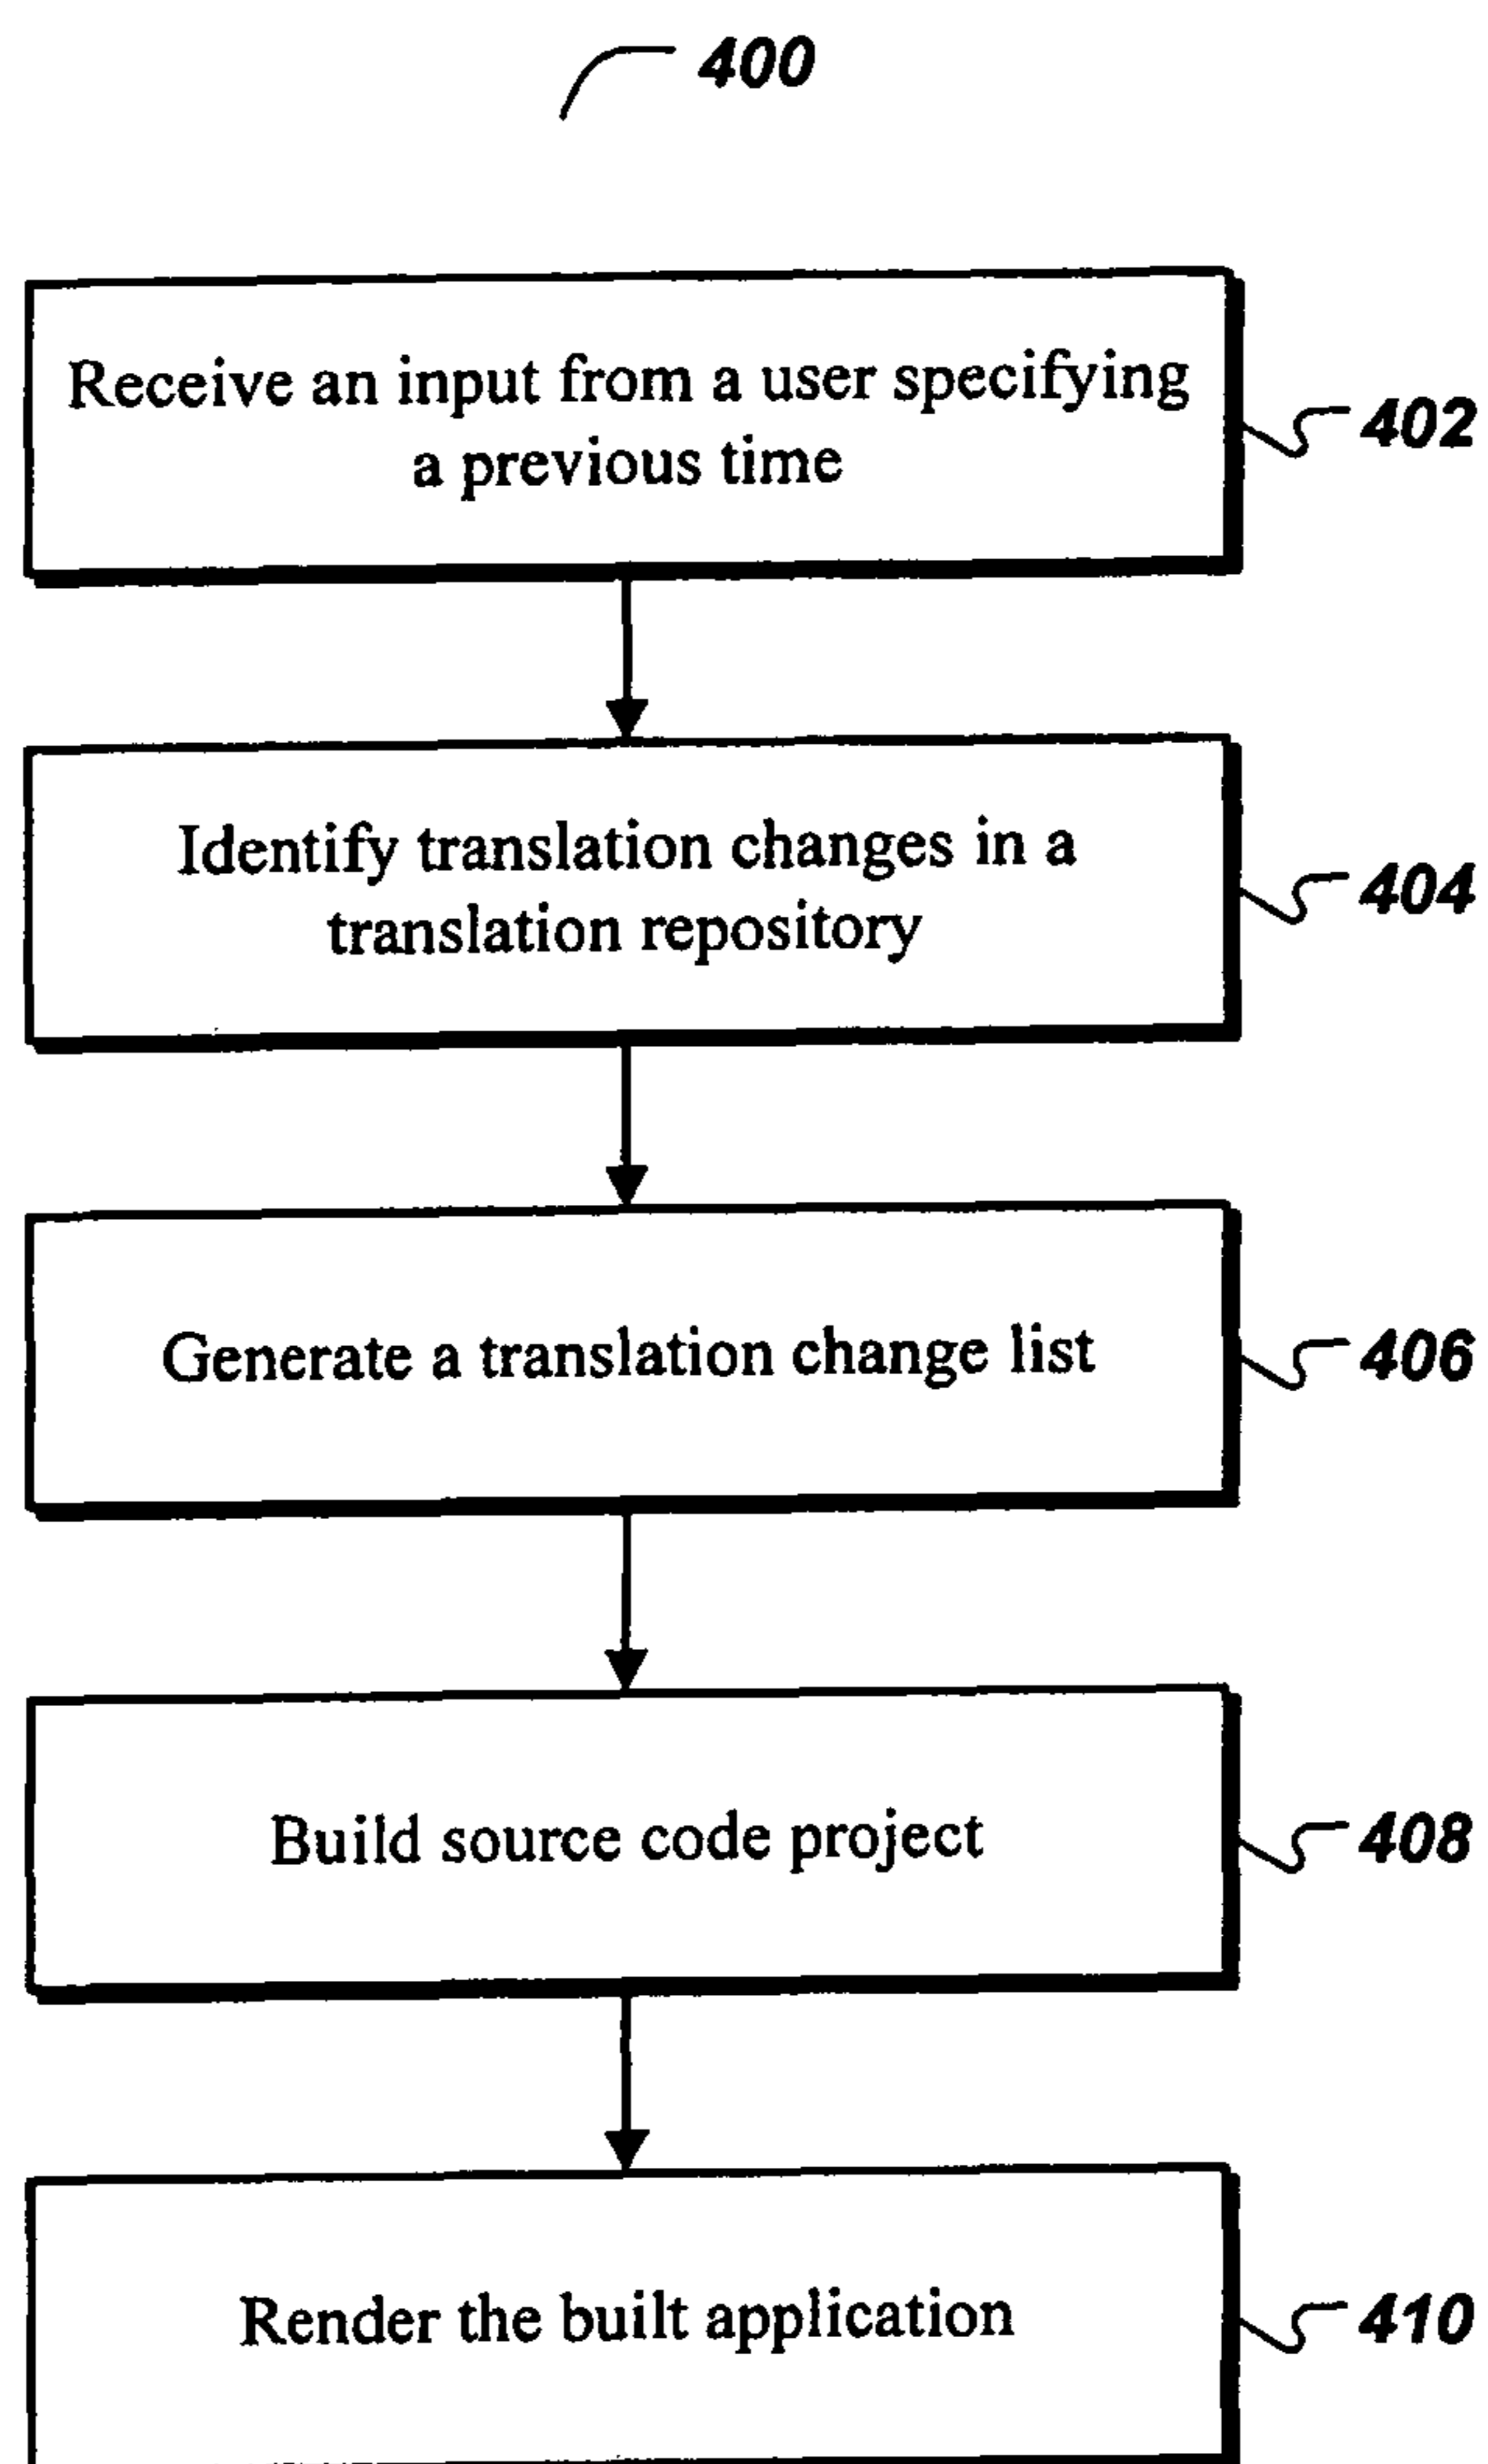 400
Receive an input from a user specifying
a previous time
402
Identify translation changes in a
translation repository
404
Generate a translation change list
406
Build source code project
408
Render the built application
410